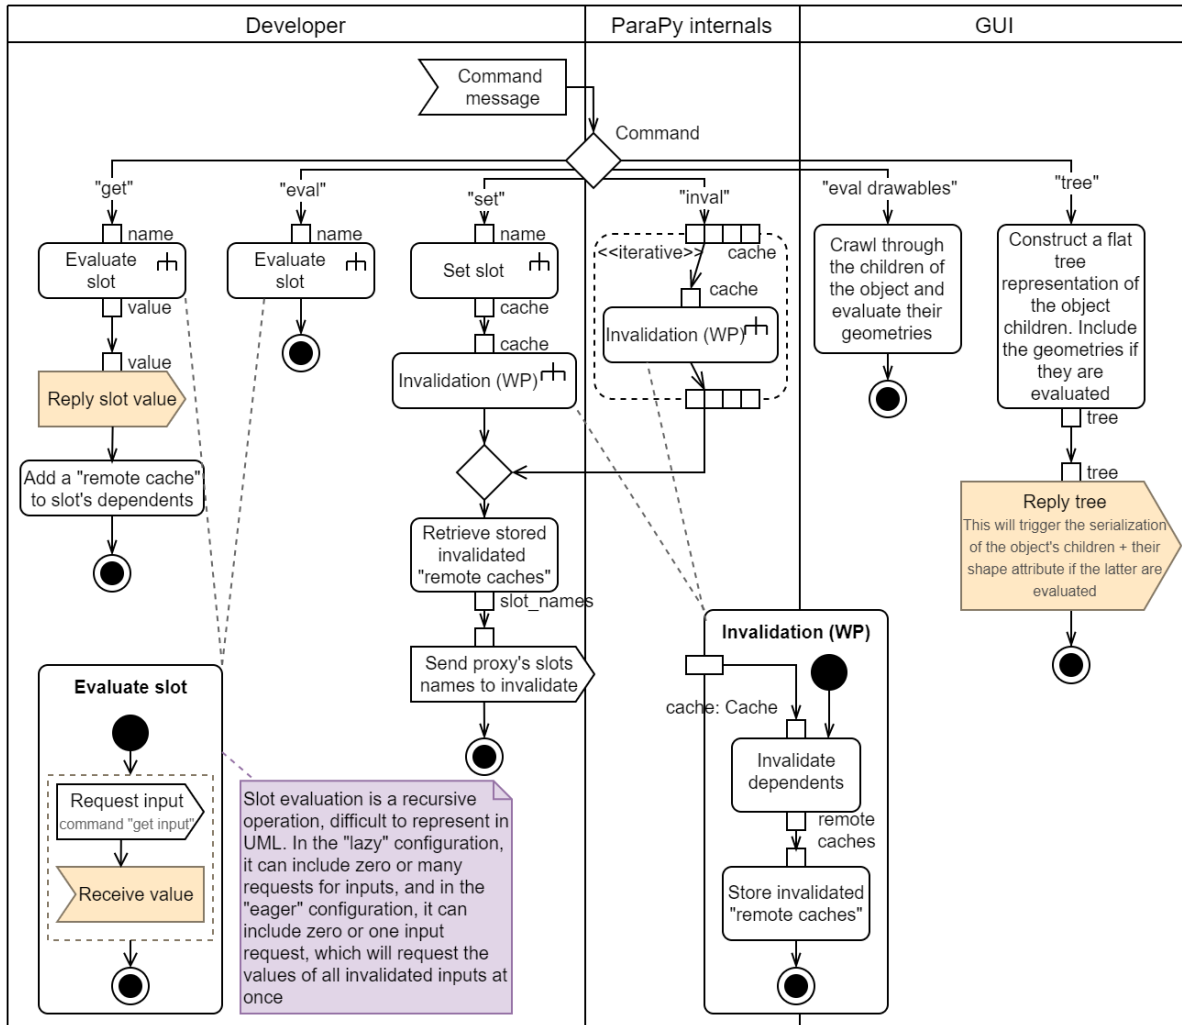 Developer
ParaPy internals
GUI
Command
message
Command
"get"
"eval"
"set"
"inval"
"eval drawables"
"tree"
name
Evaluate
slot
value
value
Reply slot value
Add a "remote cache"
to slot's dependents
name
Evaluate
slot
name
Set slot
cache
cache
Invalidation (WP)
<<iterative>>
cache
cache
Invalidation (WP)
Crawl through
the children of
the object and
evaluate their
geometries
Construct a flat
tree
representation of
the object
children. Include
the geometries if
they are
evaluated
tree
tree
Reply tree
This will trigger the serialization
of the object's children + their
shape attribute if the latter are
evaluated
Retrieve stored
invalidated
"remote caches"
slot_names
Send proxy's slots
names to invalidate
Evaluate slot
Request input
command "get input"
Receive value
Slot evaluation is a recursive
operation, difficult to represent in
UML. In the "lazy" configuration,
it can include zero or many
requests for inputs, and in the
"eager" configuration, it can
include zero or one input
request, which will request the
values of all invalidated inputs at
once
Invalidation (WP)
cache: Cache
Invalidate
dependents
remote
caches
Store invalidated
"remote caches"